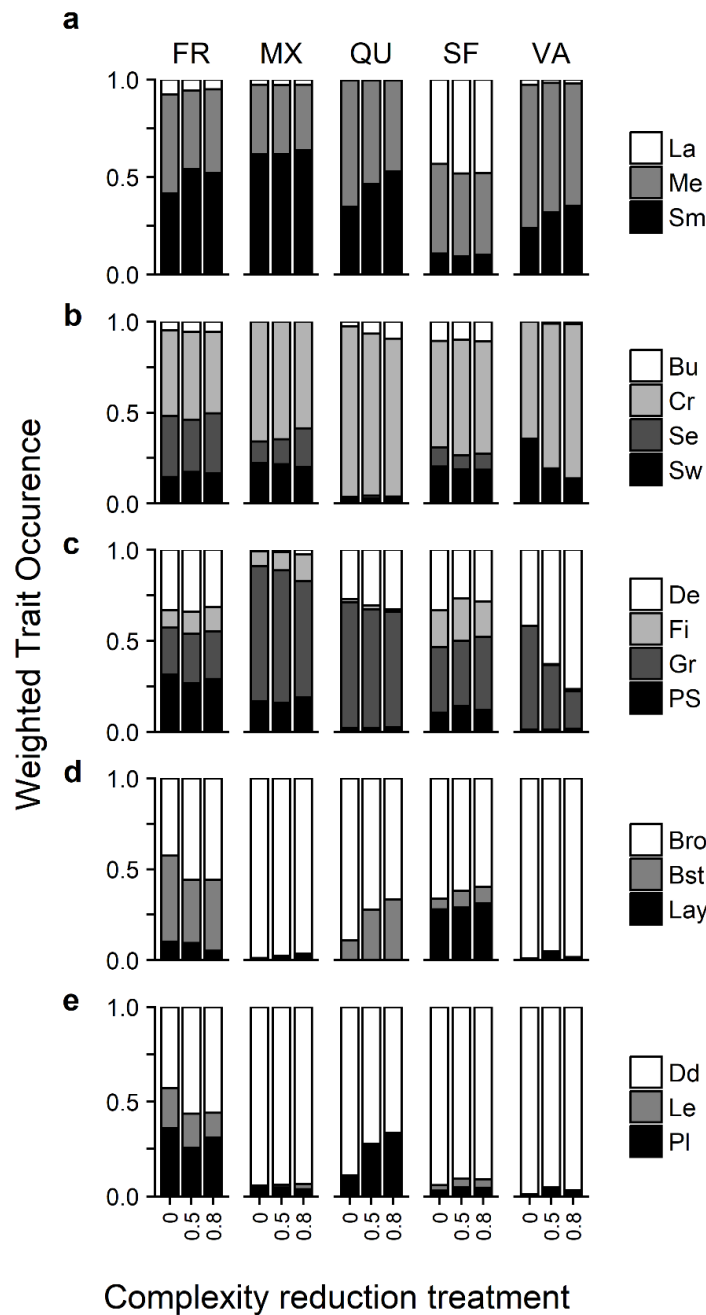 a
FR MX QU SF VA
1.0
0.5
0.0
La
Me
Sm
b
1.0
0.5
0.0
Bu
Cr
Se
Sw
c
1.0
0.5
0.0
De
Fi
Gr
PS
d
1.0
0.5
0.0
Bro
Bst
Lay
e
1.0
0.5
0.0
Dd
Le
Pl
Weighted Trait Occurence
0 0.5 0.8 0 0.5 0.8 0 0.5 0.8 0 0.5 0.8 0 0.5 0.8
Complexity reduction treatment